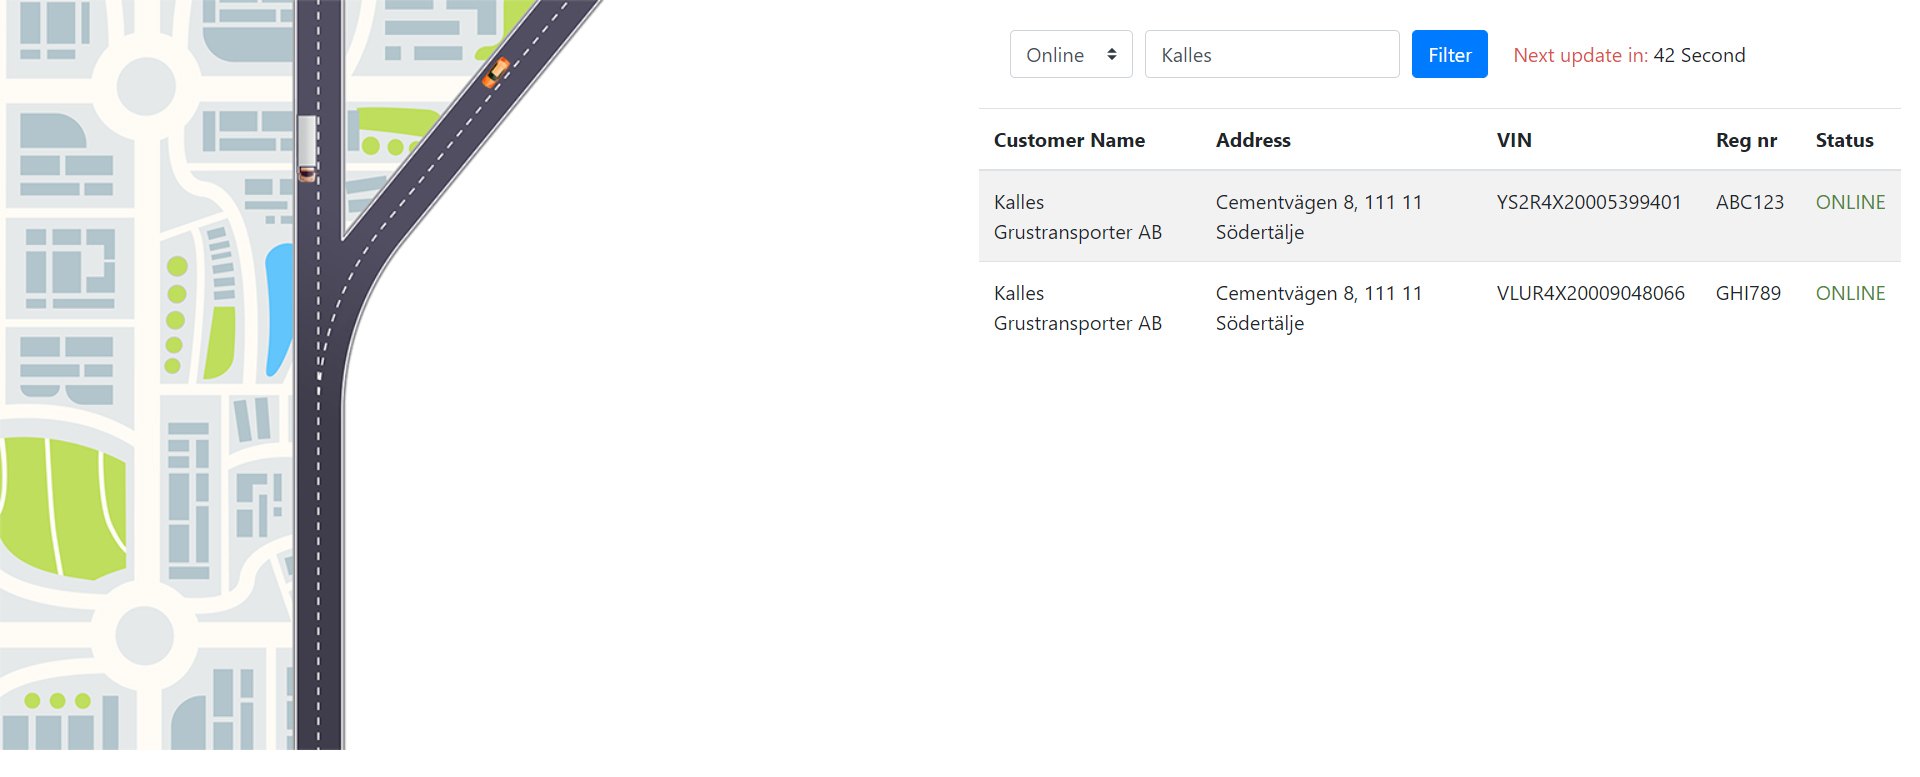 Online Kalles Filter Next update in: 42 Second
Customer Name Address VIN Reg nr Status
Kalles Cementvägen 8, 111 11 YS2R4X20005399401 ABC123 ONLINE
Grustransporter AB Södertälje
Kalles Cementvägen 8, 111 11 VLUR4X20009048066 GHI789 ONLINE
Grustransporter AB Södertälje